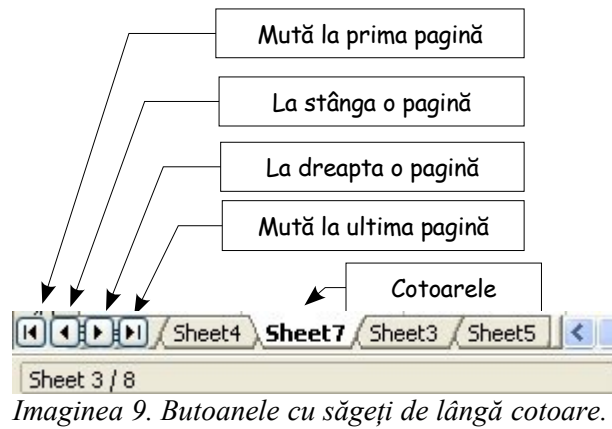 Mută la prima pagină
La stânga o pagină
La dreapta o pagină
Mută la ultima pagină
Cotoarele
Sheet4 Sheet7 Sheet3 Sheet5
Sheet 3 / 8
Imaginea 9. Butoanele cu săgeți de lângă cotoare.